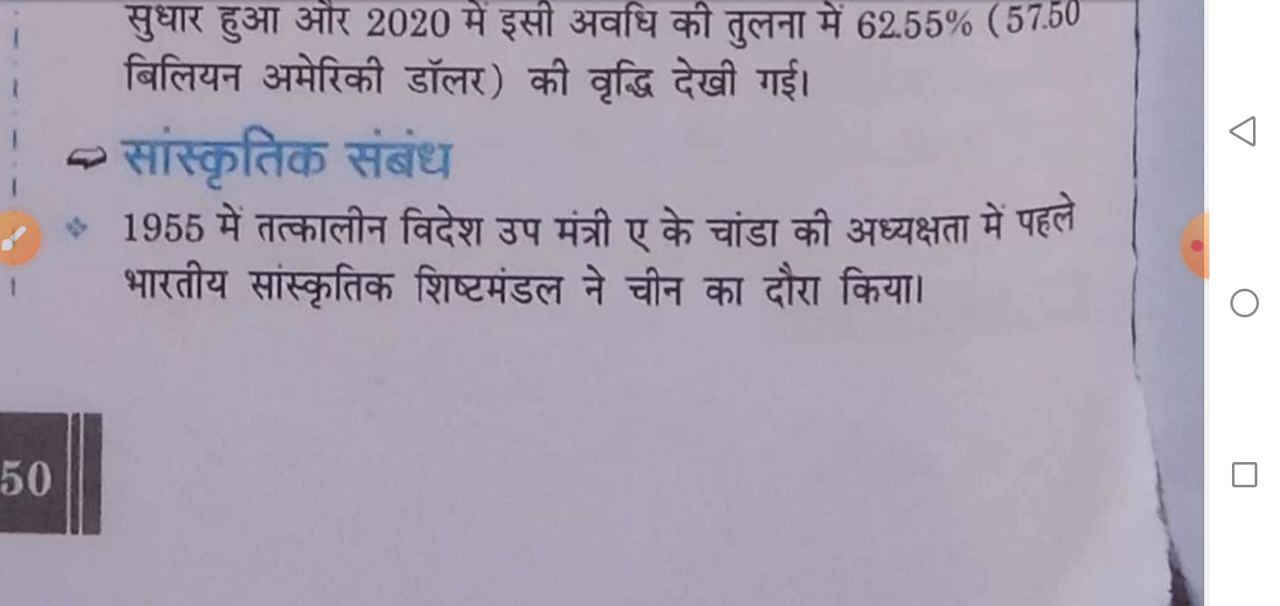 सुधार हुआ और 2020 में इसी अवधि की तुलना में 62.55% (57.50
बिलियन अमेरिकी डॉलर) की वृद्धि देखी गई।
सांस्कृतिक संबंध
1955 में तत्कालीन विदेश उप मंत्री ए के चांडा की अध्यक्षता में पहले
भारतीय सांस्कृतिक शिष्टमंडल ने चीन का दौरा किया।
50